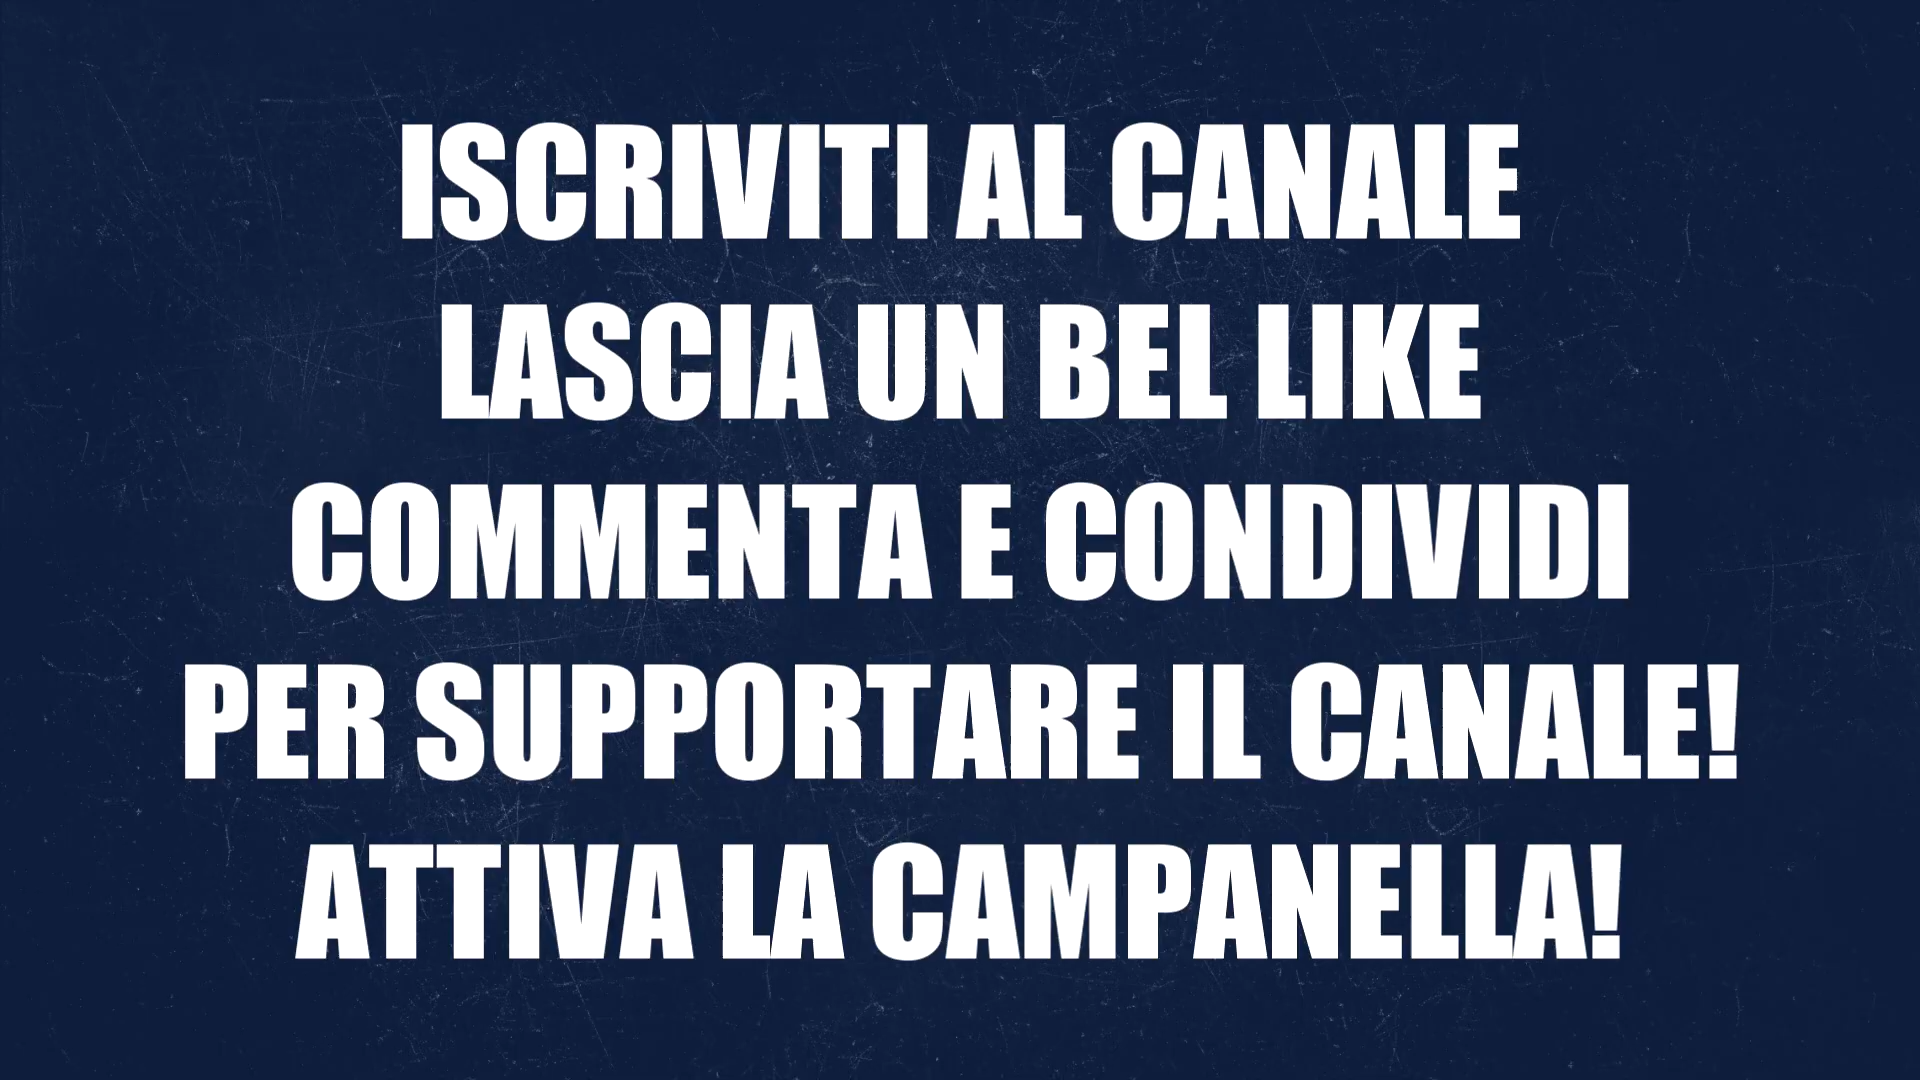 ISCRIVITI AL CANALE
LASCIA UN BEL LIKE
COMMENTA E CONDIVIDI
PER SUPPORTARE IL CANALE!
ATTIVA LA CAMPANELLA!